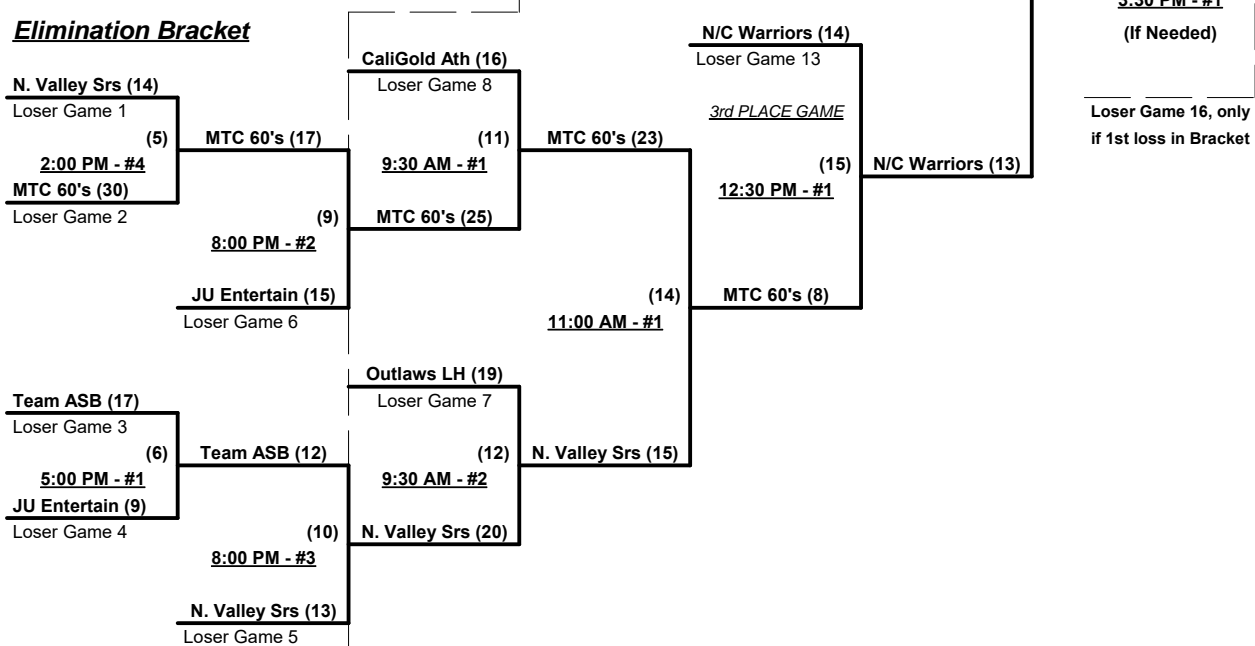 3:30 PM - #1
(If Needed)
Loser Game 16, only
if 1st loss in Bracket
Elimination Bracket
N. Valley Srs (14)
Loser Game 1
(5)
2:00 PM - #4
MTC 60's (30)
Loser Game 2
MTC 60's (17)
(9)
8:00 PM - #2
JU Entertain (15)
Loser Game 6
CaliGold Ath (16)
Loser Game 8
(11)
9:30 AM - #1
MTC 60's (25)
MTC 60's (23)
(14)
11:00 AM - #1
N/C Warriors (14)
Loser Game 13
3rd PLACE GAME
(15)
12:30 PM - #1
N/C Warriors (13)
MTC 60's (8)
Team ASB (17)
Loser Game 3
(6)
5:00 PM - #1
JU Entertain (9)
Loser Game 4
Team ASB (12)
(10)
8:00 PM - #3
N. Valley Srs (13)
Loser Game 5
Outlaws LH (19)
Loser Game 7
(12)
9:30 AM - #2
N. Valley Srs (20)
N. Valley Srs (15)